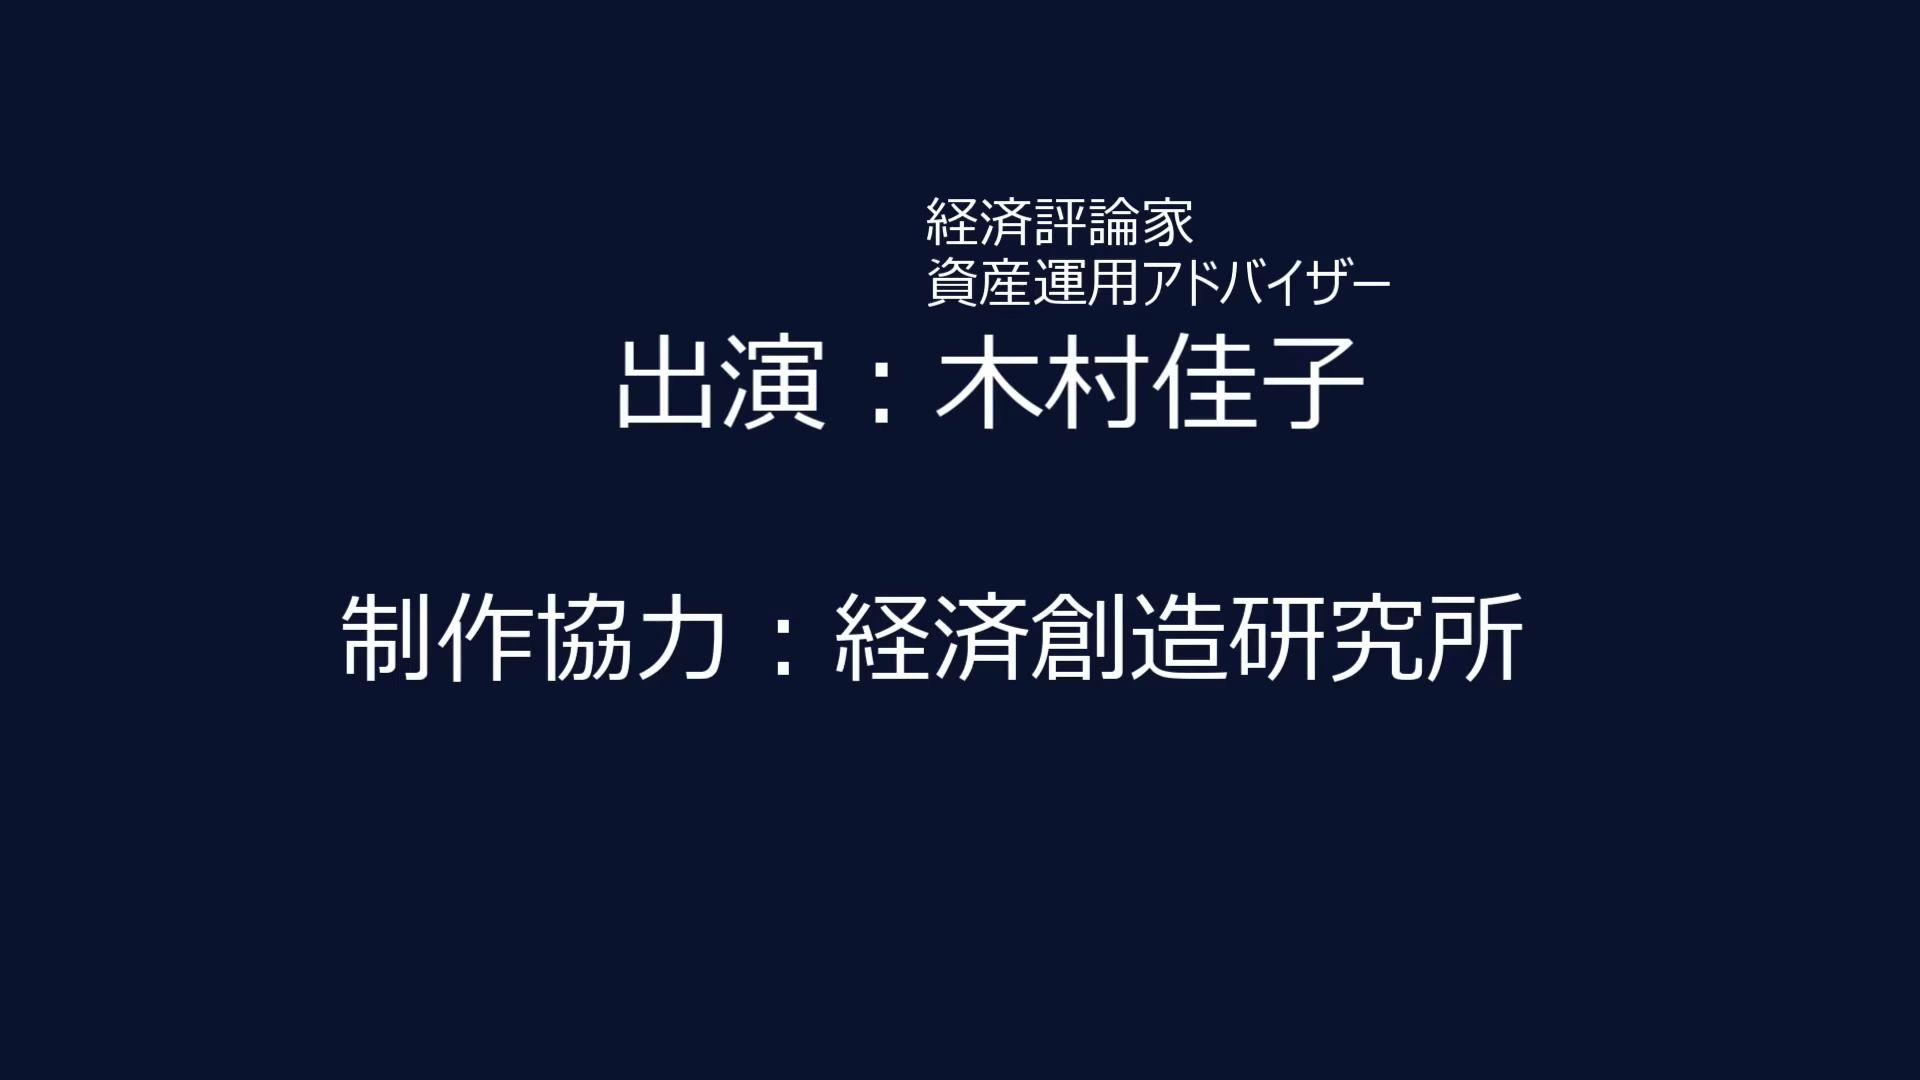 経済評論家
資産運用アドバイザー
出演：木村佳子
制作協力：経済創造研究所